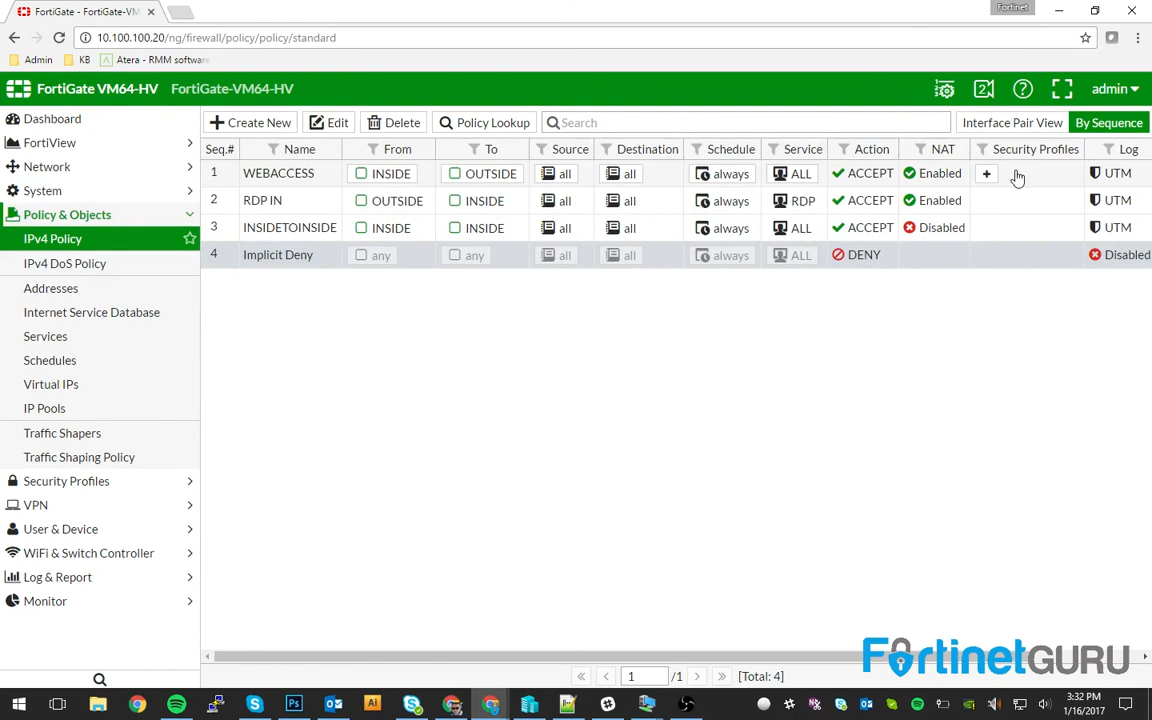 FortiGate - FortiGate-VM
Fortinet
10.100.100.20/ng/firewall/policy/policy/standard
Admin KB Atera - RMM software
FortiGate VM64-HV FortiGate-VM64-HV admin
Dashboard
FortiView
Network
System
Policy & Objects
IPv4 Policy
IPv4 DoS Policy
Addresses
Internet Service Database
Services
Schedules
Virtual IPs
IP Pools
Traffic Shapers
Traffic Shaping Policy
Security Profiles
VPN
User & Device
WiFi & Switch Controller
Log & Report
Monitor
Create New Edit Delete Policy Lookup Search Interface Pair View By Sequence
Seq.# Name From To Source Destination Schedule Service Action NAT Security Profiles Log
1 WEBACCESS INSIDE OUTSIDE all all always ALL ACCEPT Enabled UTM
2 RDP IN OUTSIDE INSIDE all all always RDP ACCEPT Enabled UTM
3 INSIDETOINSIDE INSIDE INSIDE all all always ALL ACCEPT Disabled UTM
4 Implicit Deny any any all all always ALL DENY Disabled
FortinetGURU
1 /1 [Total: 4]
3:32 PM
1/16/2017